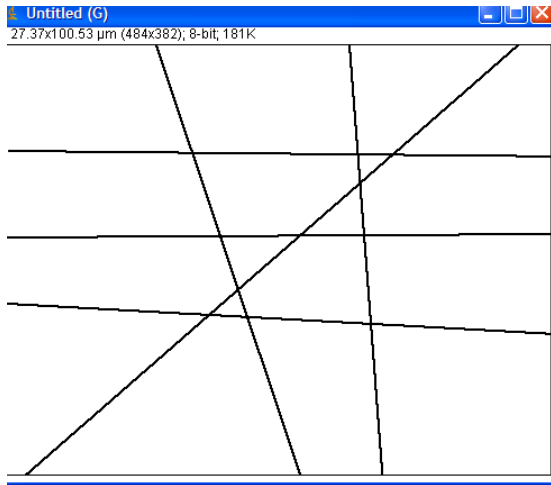 Untitled (G)
27.37x100.53 µm (484x382); 8-bit; 181K